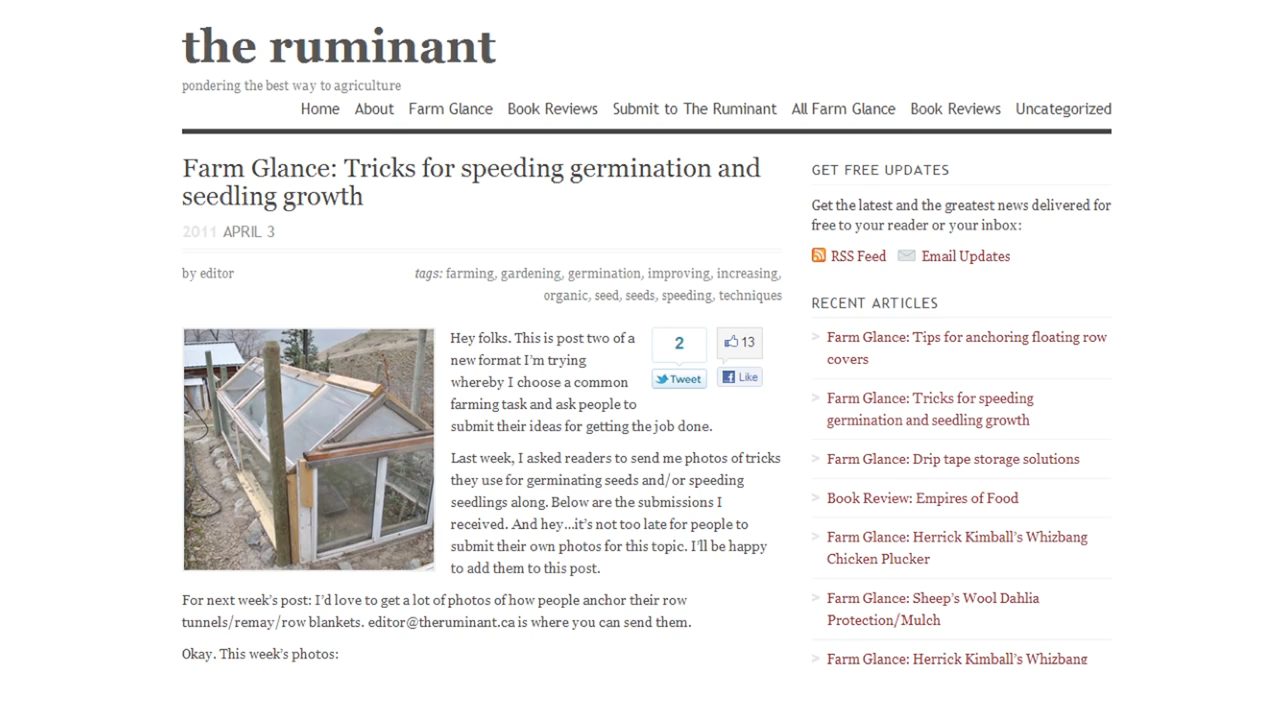 the ruminant
pondering the best way to agriculture
Home About Farm Glance Book Reviews Submit to The Ruminant All Farm Glance Book Reviews Uncategorized
Farm Glance: Tricks for speeding germination and
seedling growth
2011 APRIL 3
by editor
tags: farming, gardening, germination, improving, increasing,
organic, seed, seeds, speeding, techniques
Hey folks. This is post two of a
new format I'm trying
whereby I choose a common
farming task and ask people to
submit their ideas for getting the job done.
2
Tweet
13
Like
Last week, I asked readers to send me photos of tricks
they use for germinating seeds and/or speeding
seedlings along. Below are the submissions I
received. And hey...it's not too late for people to
submit their own photos for this topic. I'll be happy
to add them to this post.
For next week's post: I'd love to get a lot of photos of how people anchor their row
tunnels/remay/row blankets. editor@theruminant.ca is where you can send them.
Okay. This week's photos:
GET FREE UPDATES
Get the latest and the greatest news delivered for
free to your reader or your inbox:
RSS Feed Email Updates
RECENT ARTICLES
> Farm Glance: Tips for anchoring floating row
covers
> Farm Glance: Tricks for speeding
germination and seedling growth
> Farm Glance: Drip tape storage solutions
> Book Review: Empires of Food
> Farm Glance: Herrick Kimball's Whizbang
Chicken Plucker
> Farm Glance: Sheep's Wool Dahlia
Protection/Mulch
> Farm Glance: Herrick Kimball's Whizbang